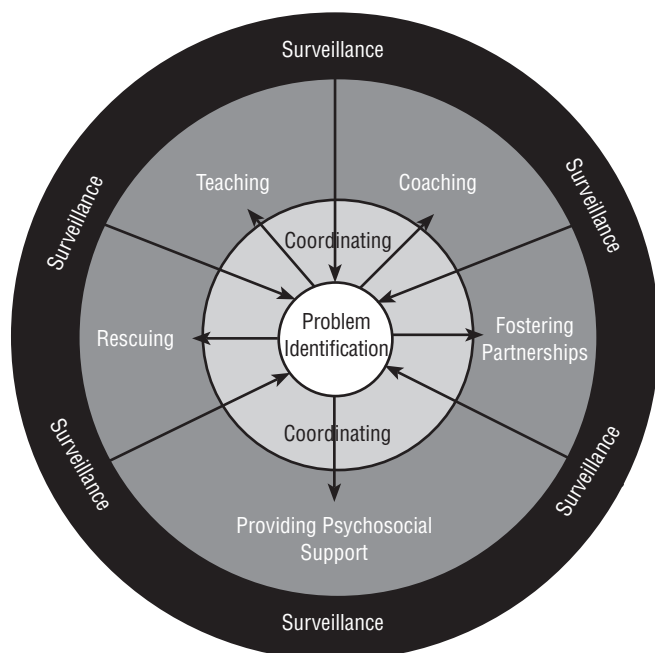 Surveillance
Surveillance
Surveillance
Teaching
Coaching
Coordinating
Rescuing
Problem
Identification
Fostering
Partnerships
Coordinating
Surveillance
Surveillance
Providing Psychosocial
Support
Surveillance